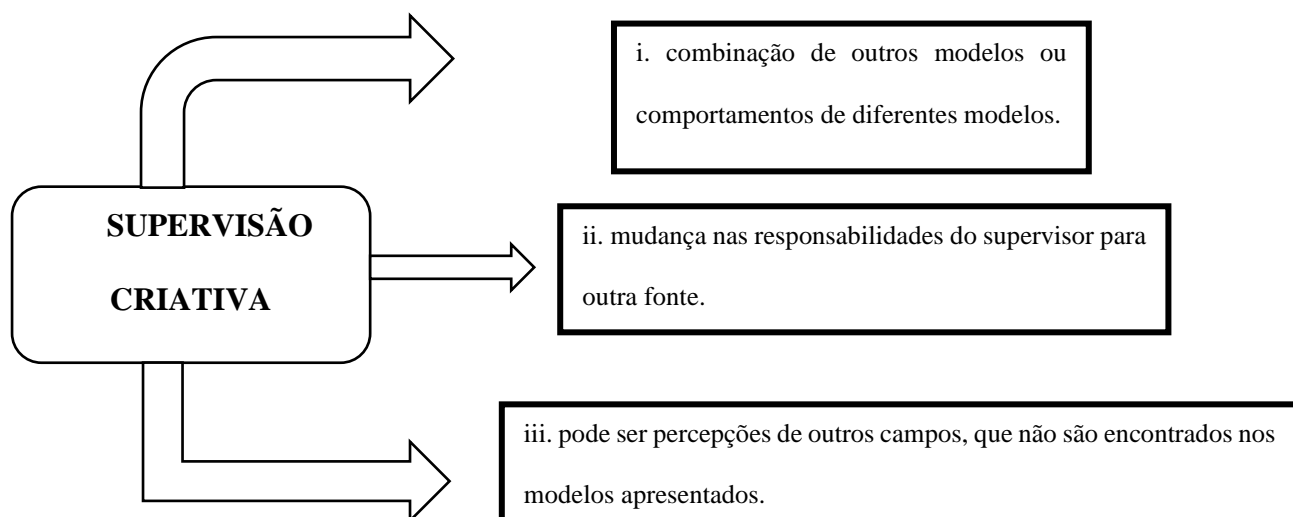 i. combinação de outros modelos ou
comportamentos de diferentes modelos.
SUPERVISÃO
CRIATIVA
ii. mudança nas responsabilidades do supervisor para
outra fonte.
iii. pode ser percepções de outros campos, que não são encontrados nos
modelos apresentados.